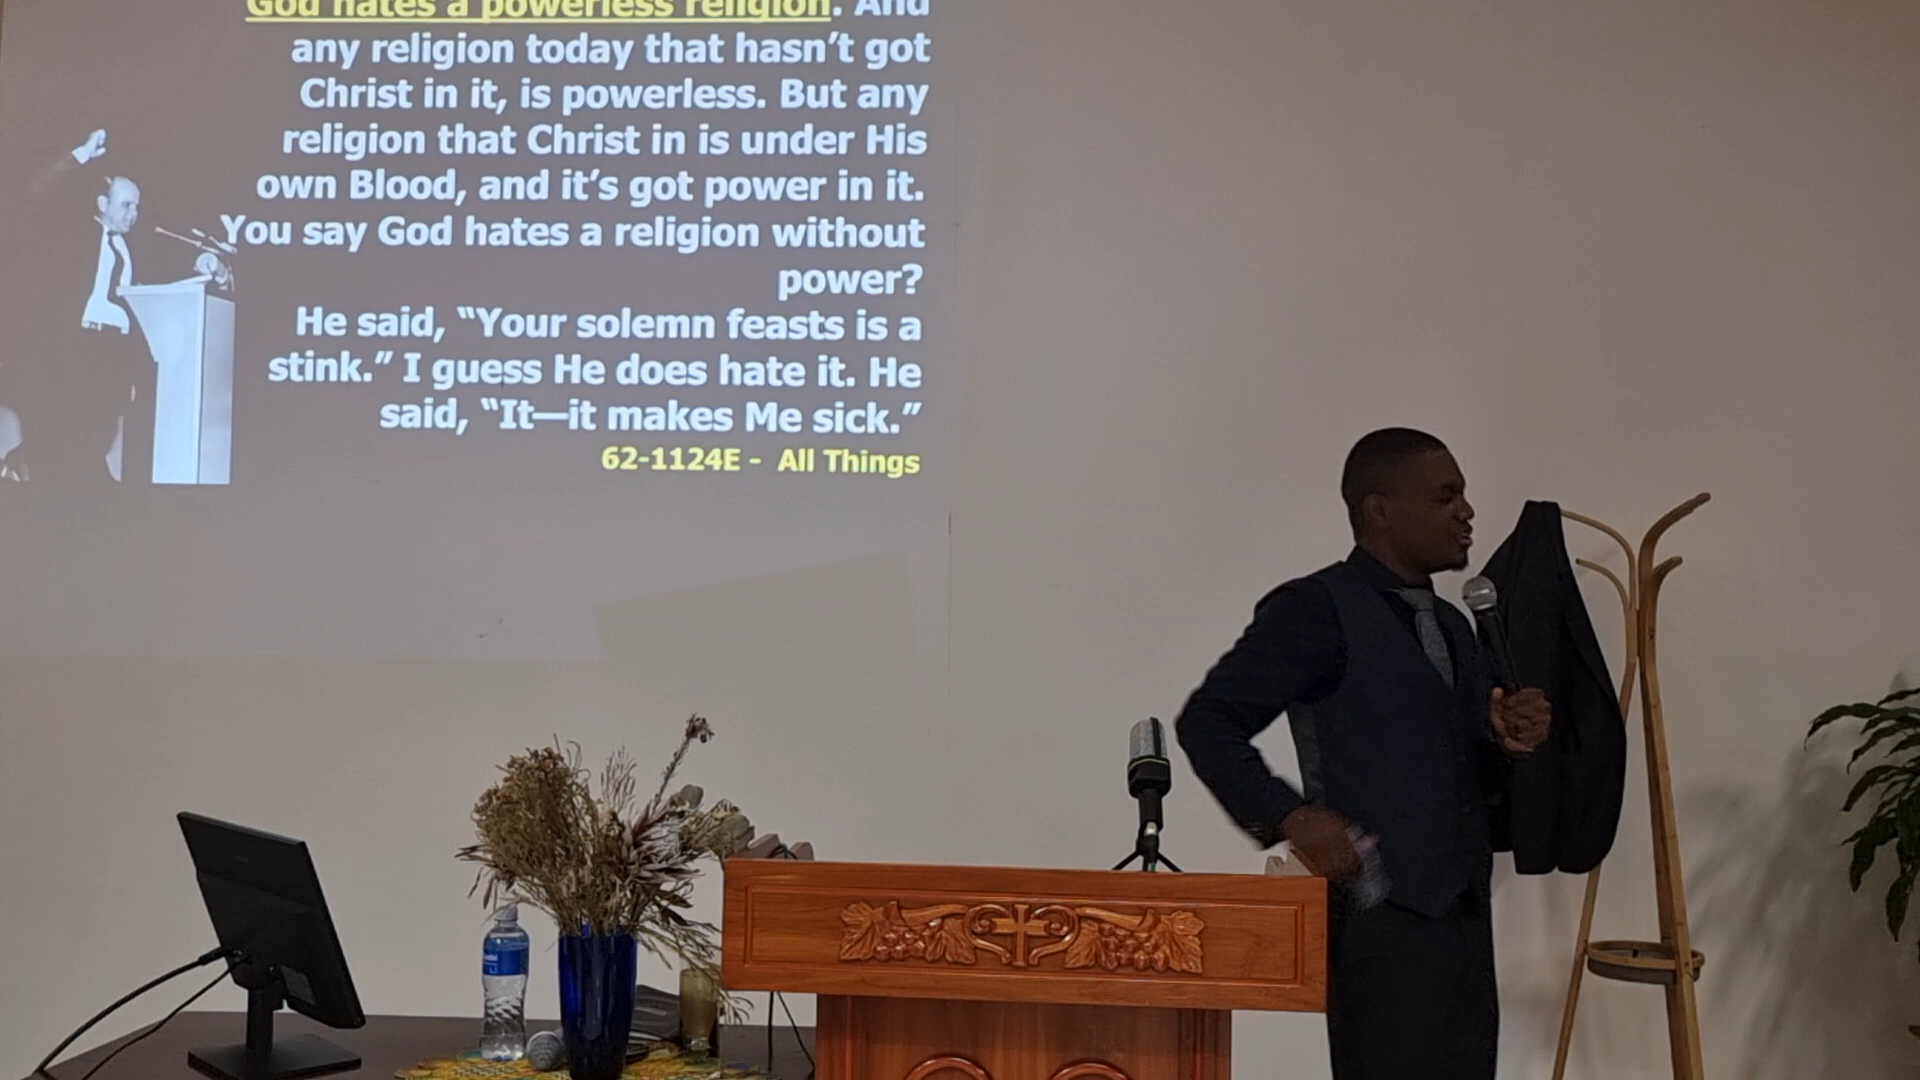 God hates a powerless religion. And
any religion today that hasn't got
Christ in it, is powerless. But any
religion that Christ in is under His
own Blood, and it's got power in it.
You say God hates a religion without
power?
He said, “Your solemn feasts is a
stink.” I guess He does hate it. He
said, “It—it makes Me sick.”
62-1124E - All Things